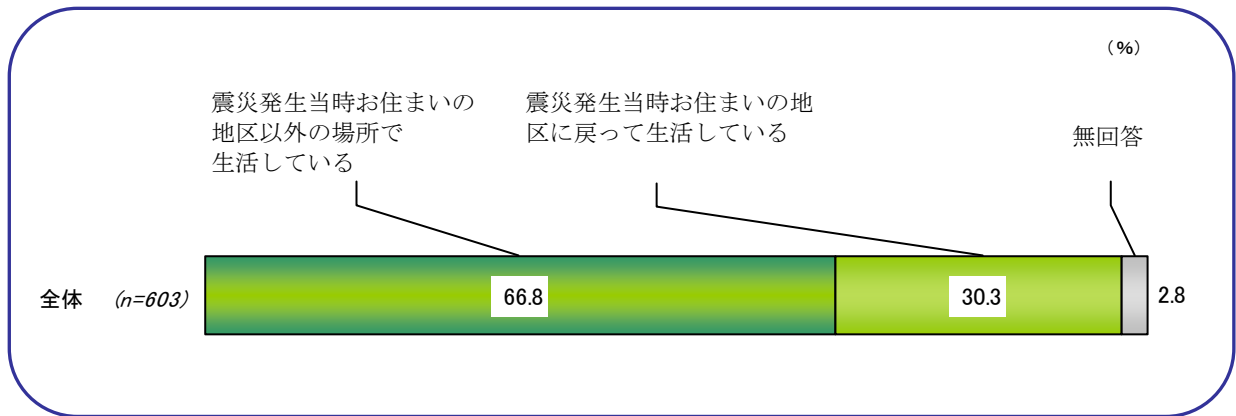 （%）
震災発生当時お住まいの
地区以外の場所で
生活している
震災発生当時お住まいの地
区に戻って生活している
無回答
全体 (n=603)
66.8
30.3
2.8